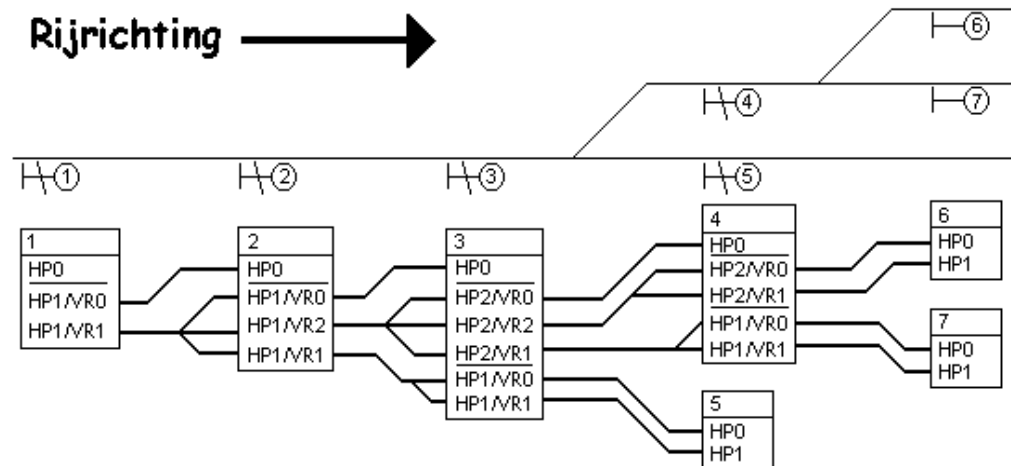 Rijrichting
6
4
7
1
2
3
5
1
HP0
HP1/VR0
HP1/VR1
2
HP0
HP1/VR0
HP1/VR2
HP1/VR1
3
HP0
HP2/VR0
HP2/VR2
HP2/VR1
HP1/VR0
HP1/VR1
4
HP0
HP2/VR0
HP2/VR1
HP1/VR0
HP1/VR1
5
HP0
HP1
6
HP0
HP1
7
HP0
HP1